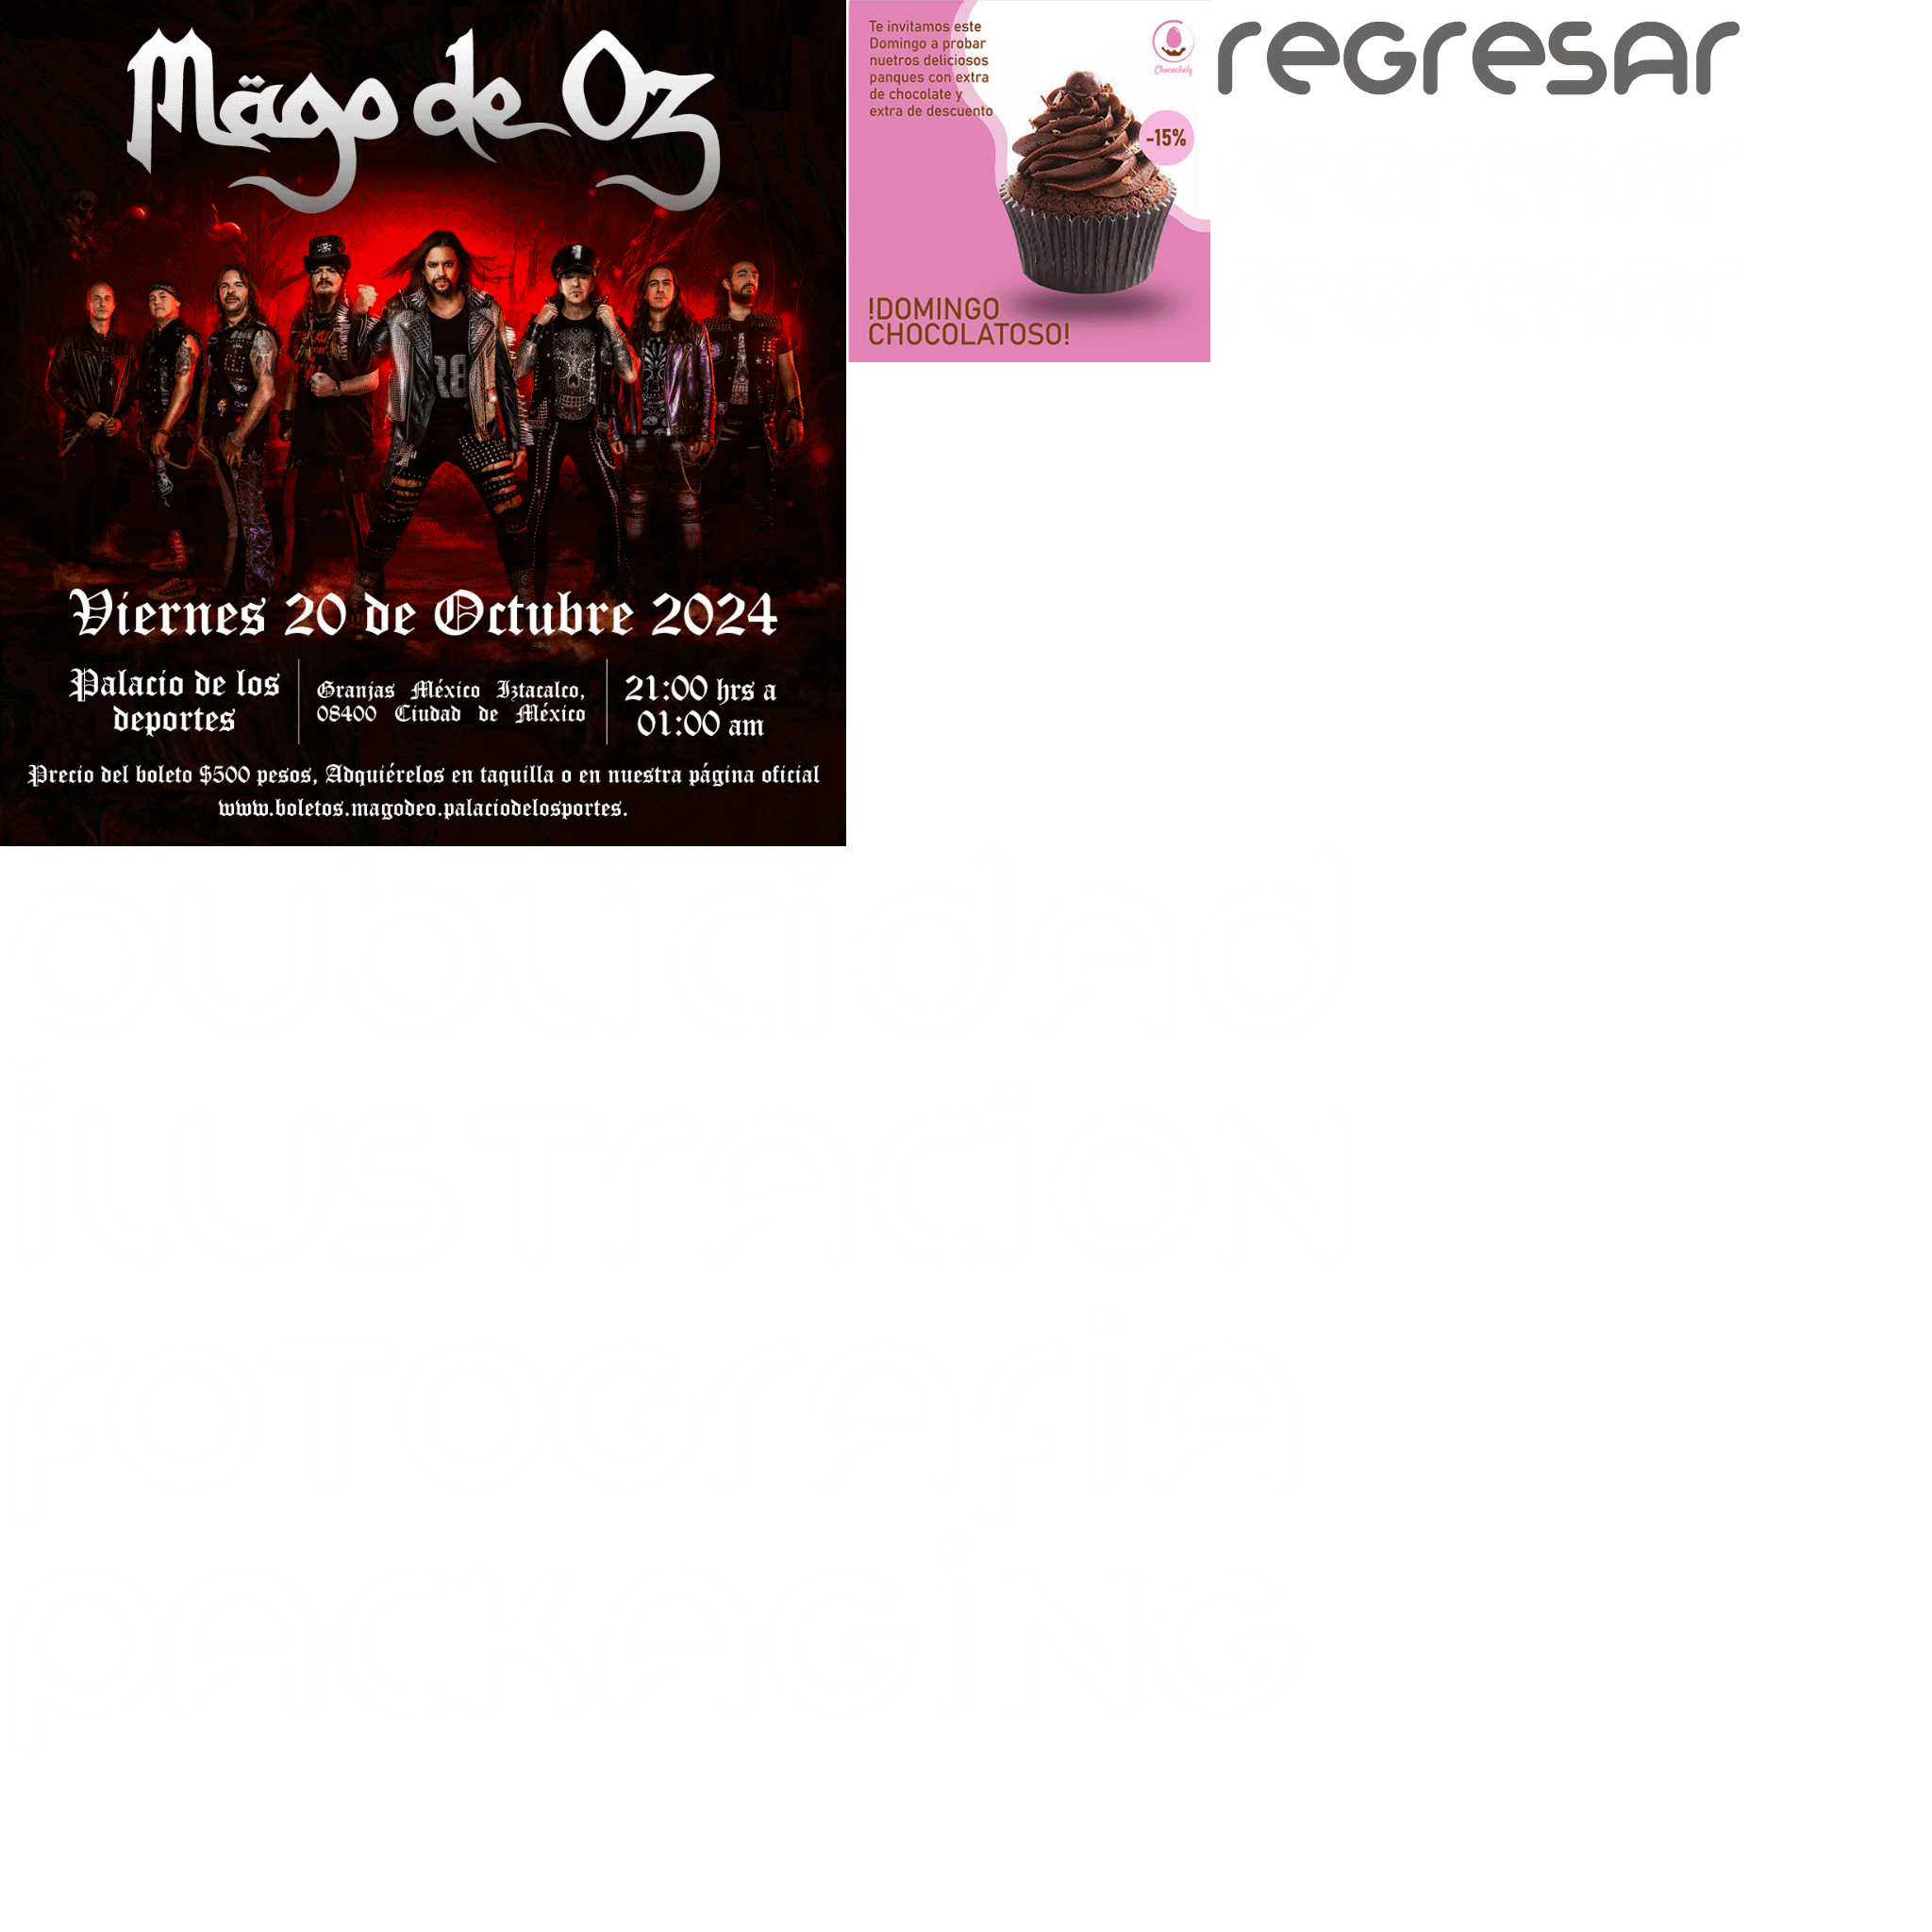 Mägo de Oz
Viernes 20 de Octubre 2024
Palacio de los
deportes
Granjas México Iztacalco,
08400 Ciudad de México
21:00 hrs a
01:00 am
Precio del boleto $500 pesos, Adquiérelos en taquilla o en nuestra página oficial
www.boletos.magodeo.palaciodelosportes.
Te invitamos este
Domingo a probar
nuetros deliciosos
panques con extra
de chocolate y
extra de descuento
Chocochely
-15%
!DOMINGO
CHOCOLATOSO!
regresar